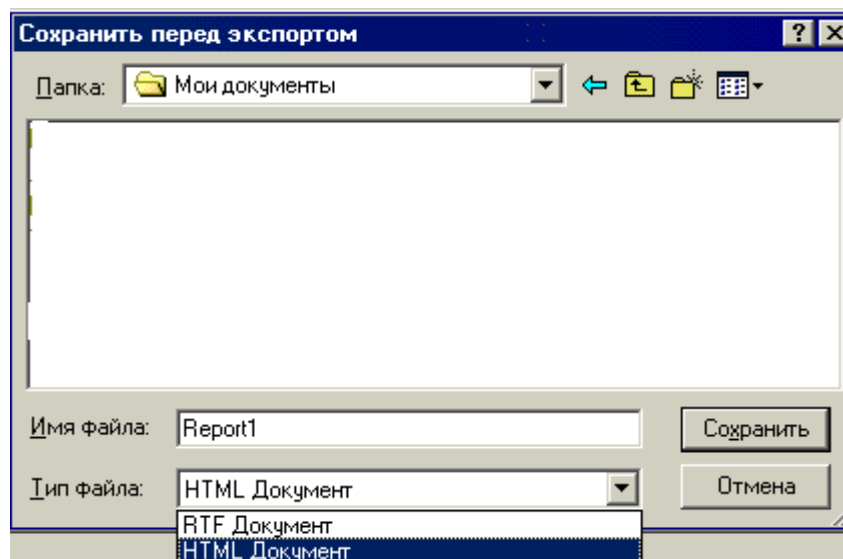 Сохранить перед экспортом
Папка: Мои документы
Имя файла: Report1
Сохранить
Тип файла: HTML Документ
Отмена
RTF Документ
HTML Документ